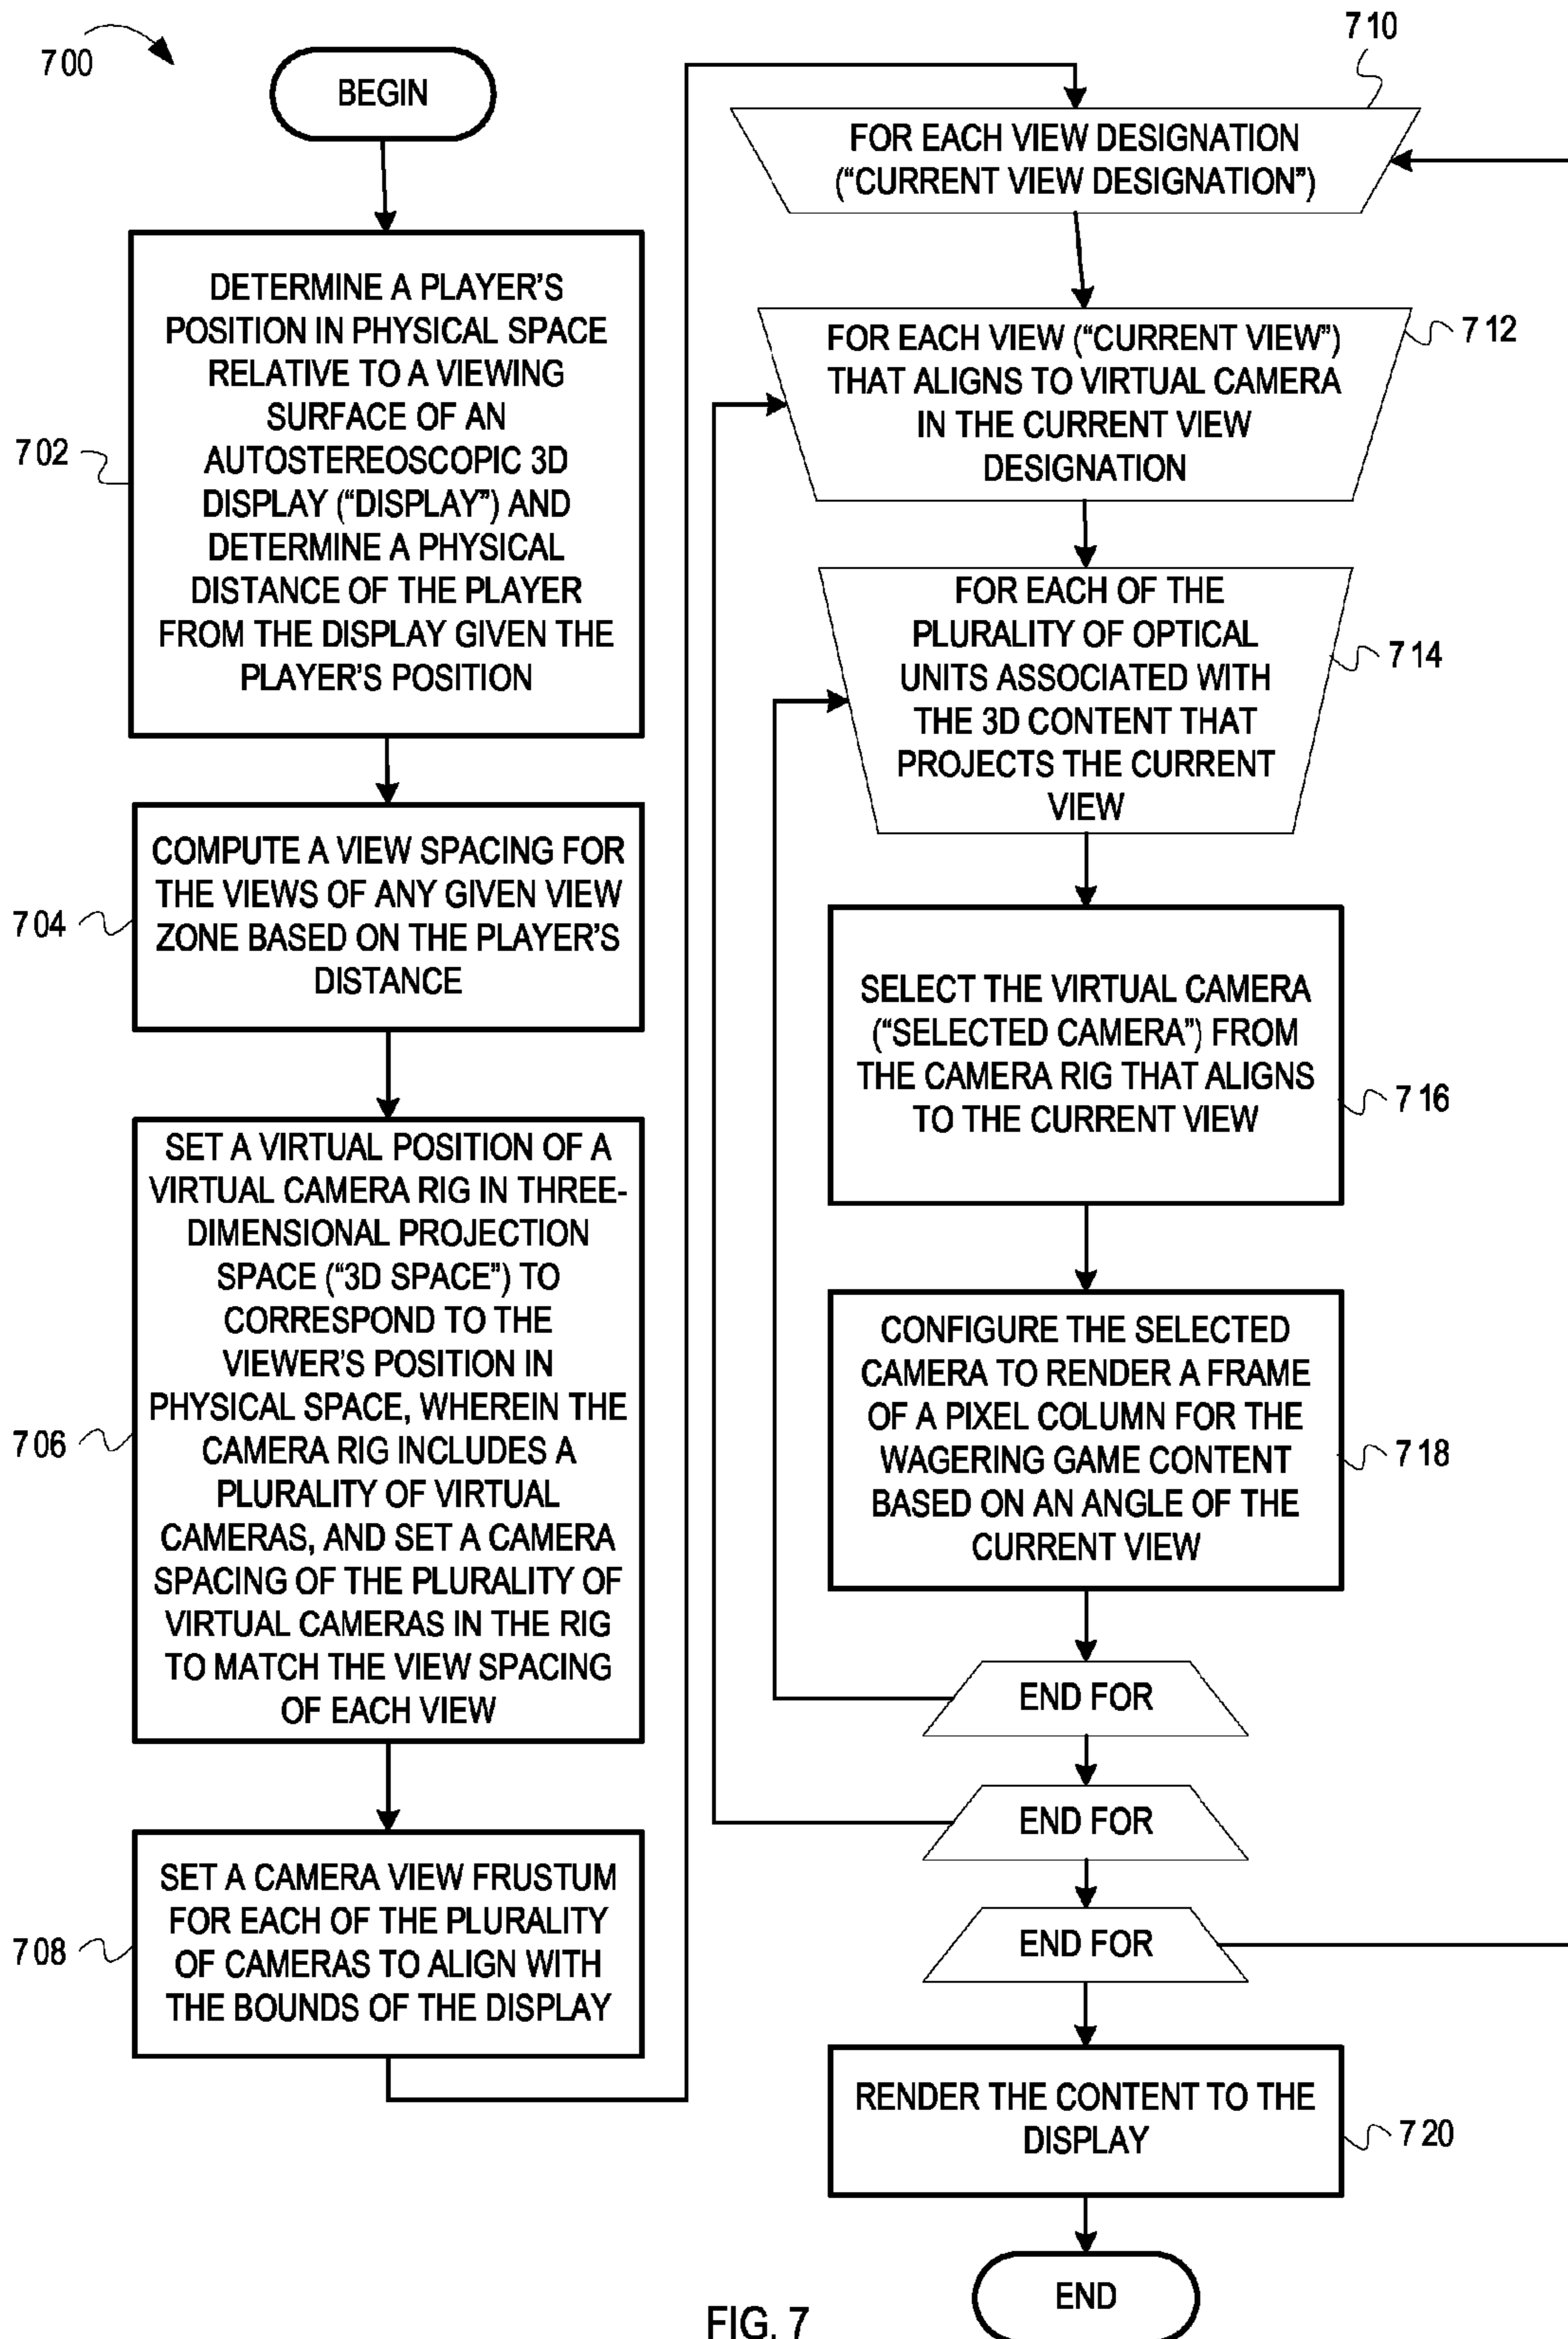 700
BEGIN
702
DETERMINE A PLAYER'S
POSITION IN PHYSICAL SPACE
RELATIVE TO A VIEWING
SURFACE OF AN
AUTOSTEREOSCOPIC 3D
DISPLAY (“DISPLAY”) AND
DETERMINE A PHYSICAL
DISTANCE OF THE PLAYER
FROM THE DISPLAY GIVEN THE
PLAYER'S POSITION
704
COMPUTE A VIEW SPACING FOR
THE VIEWS OF ANY GIVEN VIEW
ZONE BASED ON THE PLAYER'S
DISTANCE
706
SET A VIRTUAL POSITION OF A
VIRTUAL CAMERA RIG IN THREE-
DIMENSIONAL PROJECTION
SPACE (“3D SPACE”) TO
CORRESPOND TO THE
VIEWER'S POSITION IN
PHYSICAL SPACE, WHEREIN THE
CAMERA RIG INCLUDES A
PLURALITY OF VIRTUAL
CAMERAS, AND SET A CAMERA
SPACING OF THE PLURALITY OF
VIRTUAL CAMERAS IN THE RIG
TO MATCH THE VIEW SPACING
OF EACH VIEW
708
SET A CAMERA VIEW FRUSTUM
FOR EACH OF THE PLURALITY
OF CAMERAS TO ALIGN WITH
THE BOUNDS OF THE DISPLAY
710
FOR EACH VIEW DESIGNATION
(“CURRENT VIEW DESIGNATION”)
712
FOR EACH VIEW (“CURRENT VIEW”)
THAT ALIGNS TO VIRTUAL CAMERA
IN THE CURRENT VIEW
DESIGNATION
714
FOR EACH OF THE
PLURALITY OF OPTICAL
UNITS ASSOCIATED WITH
THE 3D CONTENT THAT
PROJECTS THE CURRENT
VIEW
716
SELECT THE VIRTUAL CAMERA
(“SELECTED CAMERA”) FROM
THE CAMERA RIG THAT ALIGNS
TO THE CURRENT VIEW
718
CONFIGURE THE SELECTED
CAMERA TO RENDER A FRAME
OF A PIXEL COLUMN FOR THE
WAGERING GAME CONTENT
BASED ON AN ANGLE OF THE
CURRENT VIEW
END FOR
END FOR
END FOR
720
RENDER THE CONTENT TO THE
DISPLAY
END
FIG. 7